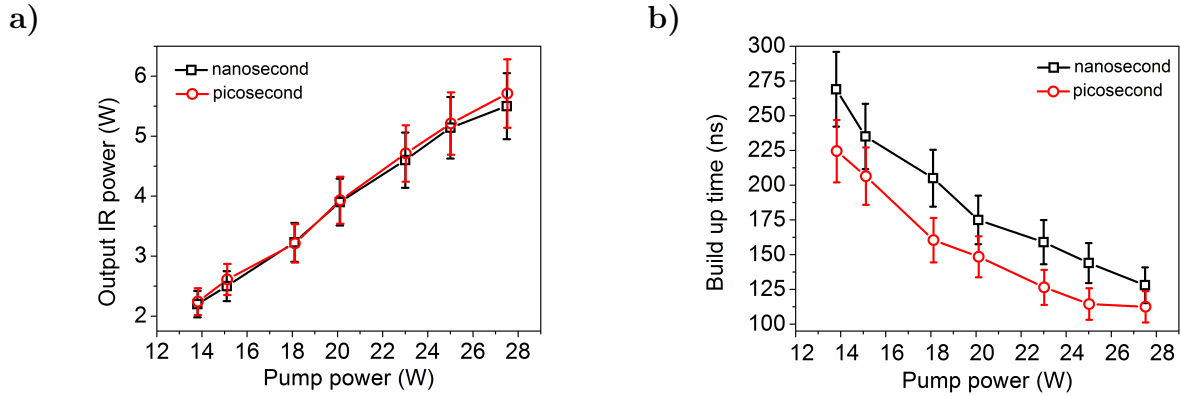 a)
nanosecond
picosecond
6
5
4
3
2
Output IR power (W)
12 14 16 18 20 22 24 26 28
Pump power (W)
b)
nanosecond
picosecond
300
275
250
225
200
175
150
125
100
Build up time (ns)
12 14 16 18 20 22 24 26 28
Pump power (W)